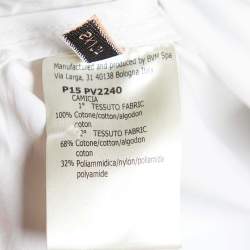 Manufactured and produced by BVM Spa
Via Larga, 31 40138 Bologna Italy
P15 PV2240
CAMICIA
1° TESSUTO FABRIC
100% Cotone/cotton/algodon
coton
2° TESSUTO FABRIC
68% Cotone/cotton/algodon
coton
32% Poliammidica/nylon/poliamida
polyamide